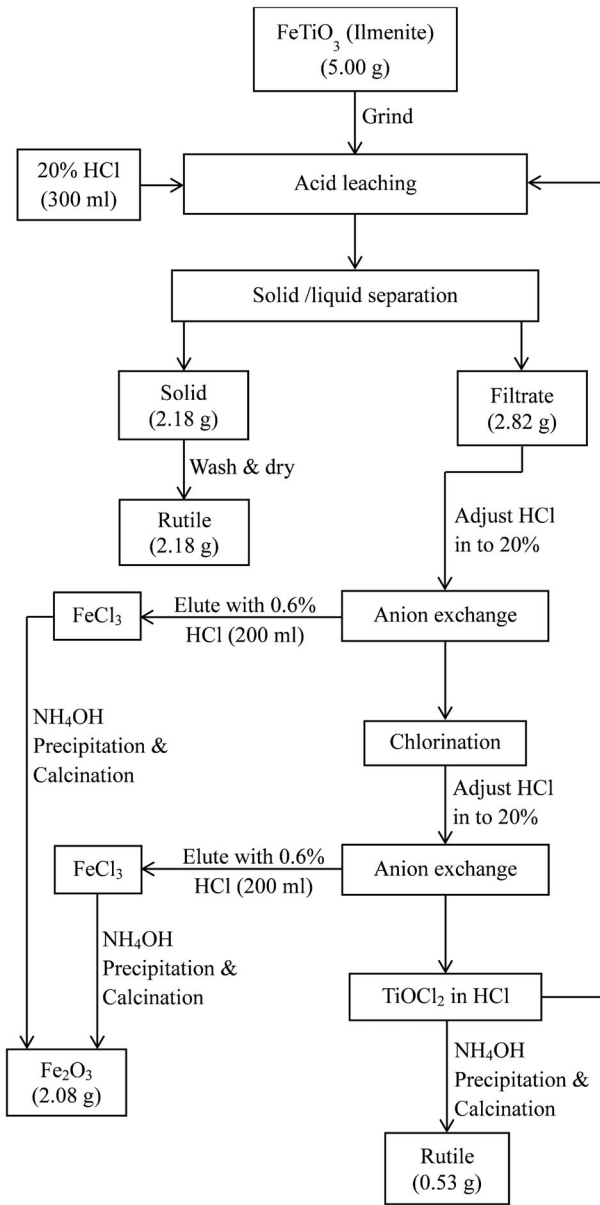 FeTiO₃ (Ilmenite)
(5.00 g)
Grind
20% HCl
(300 ml)
Acid leaching
Solid /liquid separation
Solid
(2.18 g)
Filtrate
(2.82 g)
Wash & dry
Rutile
(2.18 g)
Adjust HCl
in to 20%
FeCl₃
Elute with 0.6%
HCl (200 ml)
Anion exchange
NH₄OH
Precipitation &
Calcination
Chlorination
Adjust HCl
in to 20%
FeCl₃
Elute with 0.6%
HCl (200 ml)
Anion exchange
NH₄OH
Precipitation &
Calcination
TiOCl₂ in HCl
NH₄OH
Precipitation &
Calcination
Fe₂O₃
(2.08 g)
Rutile
(0.53 g)